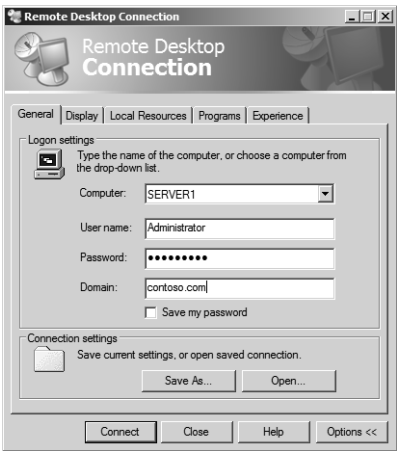 Remote Desktop Connection
Remote Desktop
Connection
General Display Local Resources Programs Experience
Logon settings
Type the name of the computer, or choose a computer from
the drop-down list.
Computer: SERVER1
User name: Administrator
Password: •••••••••
Domain: contoso.com
Save my password
Connection settings
Save current settings, or open saved connection.
Save As... Open...
Connect Close Help Options <<